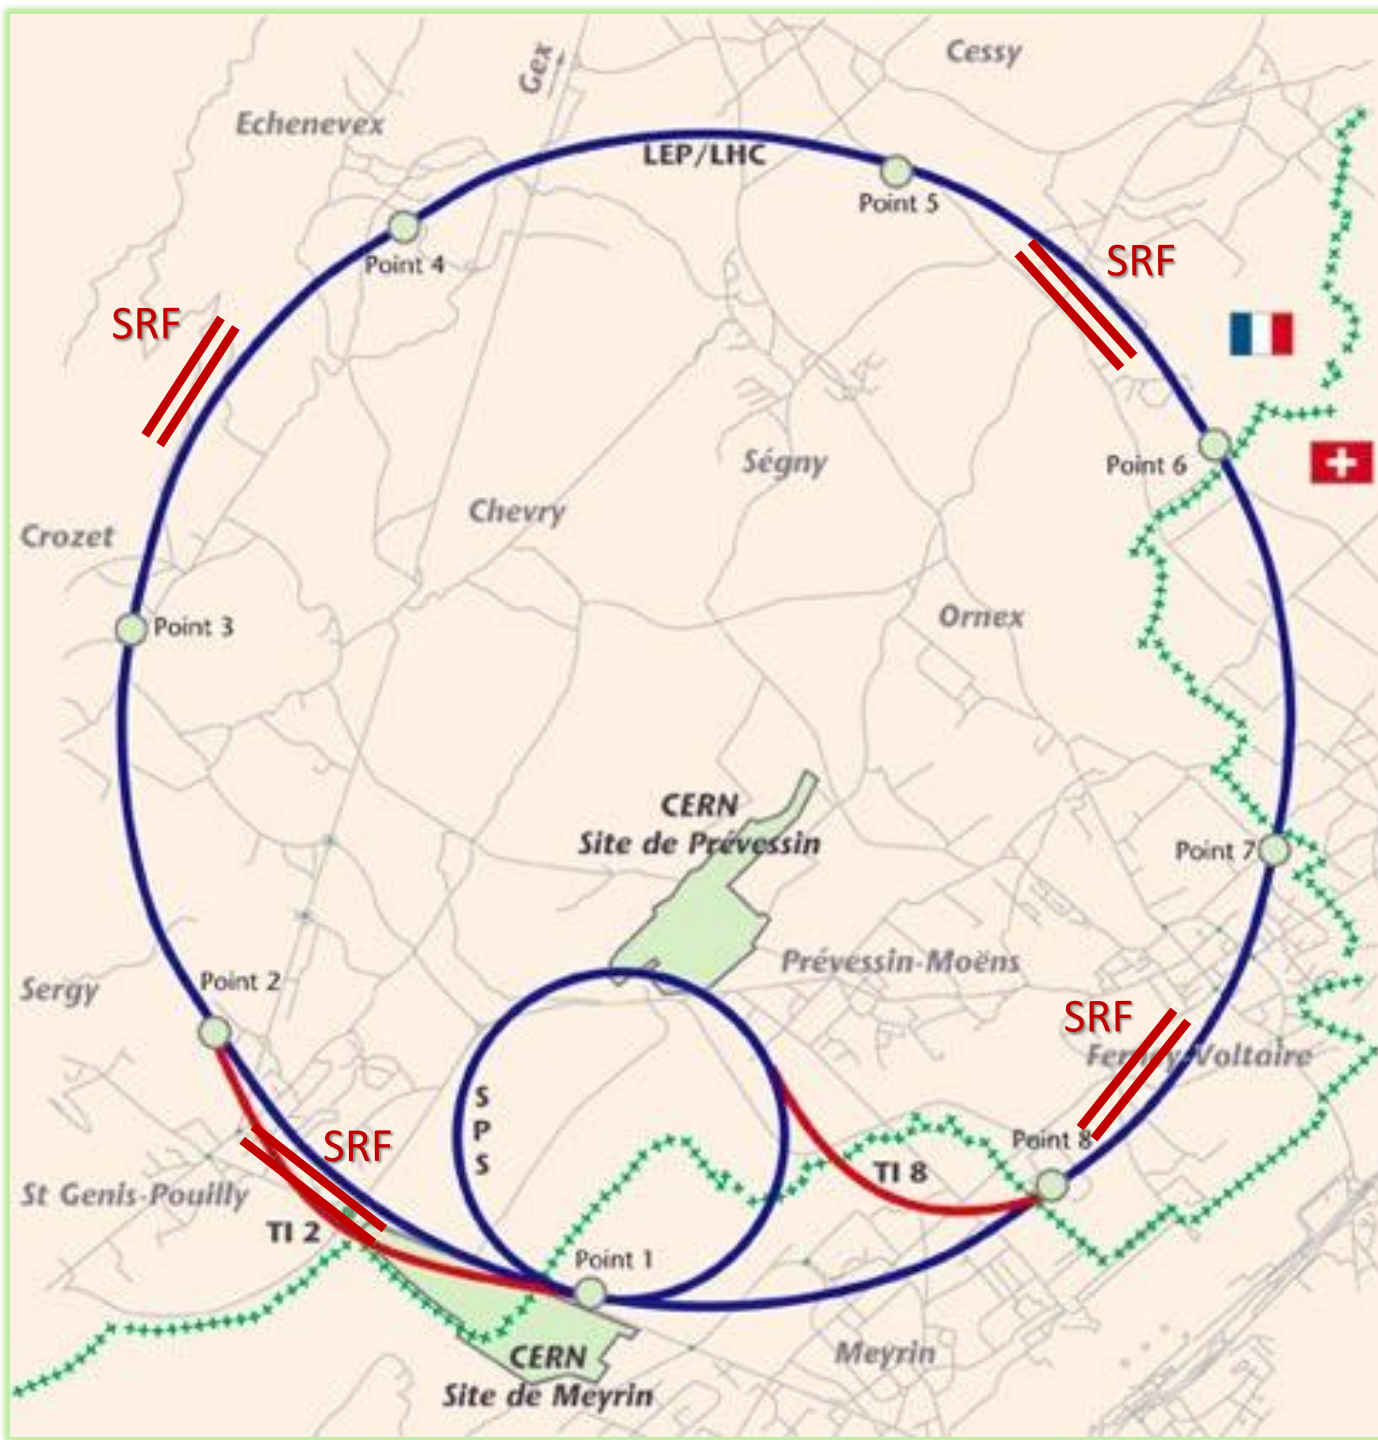 Cessy
Gex
Echenevex
LEP/LHC
Point 5
Point 4
SRF
SRF
Ségny
Point 6
Chevry
Crozet
Ornex
Point 3
CERN
Site de Prévessin
Point 7
Prévessin-Moëns
Point 2
Sergy
SRF
Ferney-Voltaire
S
P
S
SRF
Point 8
TI 8
St Genis-Pouilly
TI 2
Point 1
CERN
Site de Meyrin
Meyrin